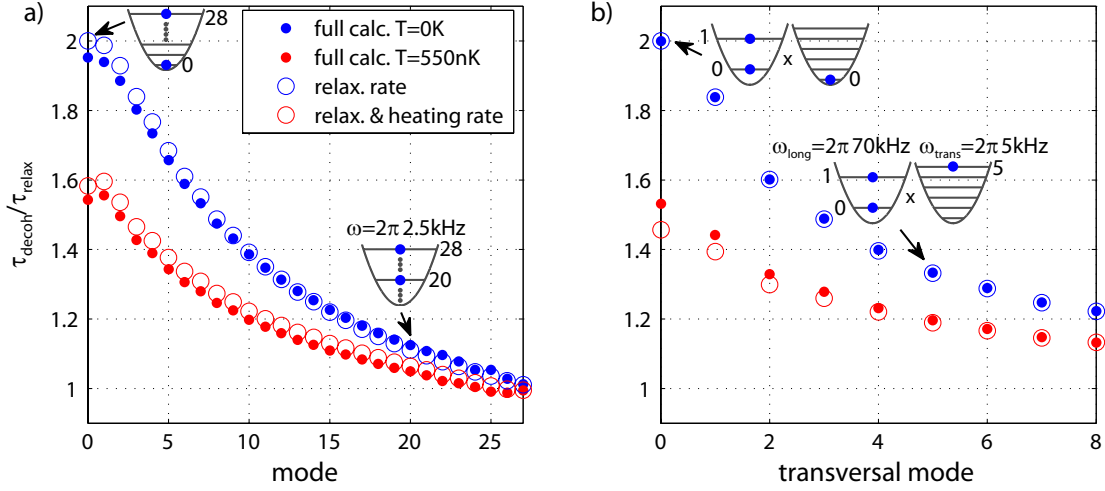 a)
b)
28
0
full calc. T=0K
full calc. T=550nK
relax. rate
relax. & heating rate
ω=2π 2.5kHz
28
20
τdecoh/τrelax
2
1.8
1.6
1.4
1.2
1
0 5 10 15 20 25
mode
1
0
x
0
ωlong=2π 70kHz ωtrans=2π 5kHz
1
0
x
5
2
1.8
1.6
1.4
1.2
1
0 2 4 6 8
transversal mode